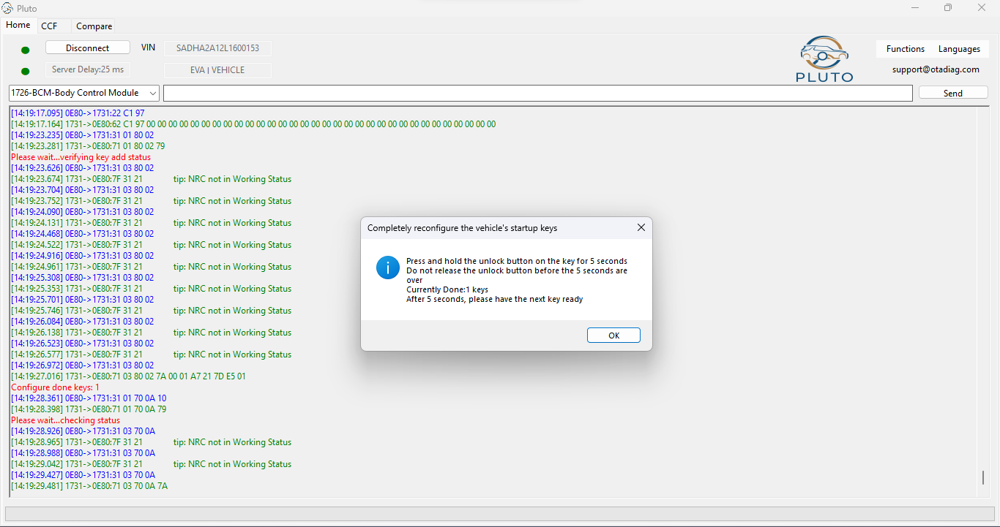 Pluto
Home CCF Compare
Disconnect VIN SADHA2A12L1600153
Functions Languages
Server Delay:25 ms EVA | VEHICLE
support@otadiag.com
PLUTO
1726-BCM-Body Control Module Send
[14:19:17.095] 0E80->1731:22 C1 97
[14:19:17.164] 1731->0E80:62 C1 97 00 00 00 00 00 00 00 00 00 00 00 00 00 00 00 00 00 00 00 00 00 00 00 00 00 00 00 00 00 00 00 00
[14:19:23.235] 0E80->1731:31 01 80 02
[14:19:23.281] 1731->0E80:71 01 80 02 79
Please wait...verifying key add status
[14:19:23.626] 0E80->1731:31 03 80 02
[14:19:23.674] 1731->0E80:7F 31 21 tip: NRC not in Working Status
[14:19:23.704] 0E80->1731:31 03 80 02
[14:19:23.752] 1731->0E80:7F 31 21 tip: NRC not in Working Status
[14:19:24.090] 0E80->1731:31 03 80 02
[14:19:24.131] 1731->0E80:7F 31 21 tip: NRC not in Working Status
[14:19:24.468] 0E80->1731:31 03 80 02
[14:19:24.522] 1731->0E80:7F 31 21 tip: NRC not in Working Status
[14:19:24.916] 0E80->1731:31 03 80 02
[14:19:24.961] 1731->0E80:7F 31 21 tip: NRC not in Working Status
[14:19:25.308] 0E80->1731:31 03 80 02
[14:19:25.353] 1731->0E80:7F 31 21 tip: NRC not in Working Status
[14:19:25.701] 0E80->1731:31 03 80 02
[14:19:25.746] 1731->0E80:7F 31 21 tip: NRC not in Working Status
[14:19:26.084] 0E80->1731:31 03 80 02
[14:19:26.138] 1731->0E80:7F 31 21 tip: NRC not in Working Status
[14:19:26.523] 0E80->1731:31 03 80 02
[14:19:26.577] 1731->0E80:7F 31 21 tip: NRC not in Working Status
[14:19:26.972] 0E80->1731:31 03 80 02
[14:19:27.016] 1731->0E80:71 03 80 02 7A 00 01 A7 21 7D E5 01
Configure done keys: 1
[14:19:28.361] 0E80->1731:31 01 70 0A 10
[14:19:28.398] 1731->0E80:71 01 70 0A 79
Please wait...checking status
[14:19:28.926] 0E80->1731:31 03 70 0A
[14:19:28.965] 1731->0E80:7F 31 21 tip: NRC not in Working Status
[14:19:28.988] 0E80->1731:31 03 70 0A
[14:19:29.042] 1731->0E80:7F 31 21 tip: NRC not in Working Status
[14:19:29.427] 0E80->1731:31 03 70 0A
[14:19:29.481] 1731->0E80:71 03 70 0A 7A
Completely reconfigure the vehicle's startup keys
Press and hold the unlock button on the key for 5 seconds
Do not release the unlock button before the 5 seconds are
over
Currently Done:1 keys
After 5 seconds, please have the next key ready
OK